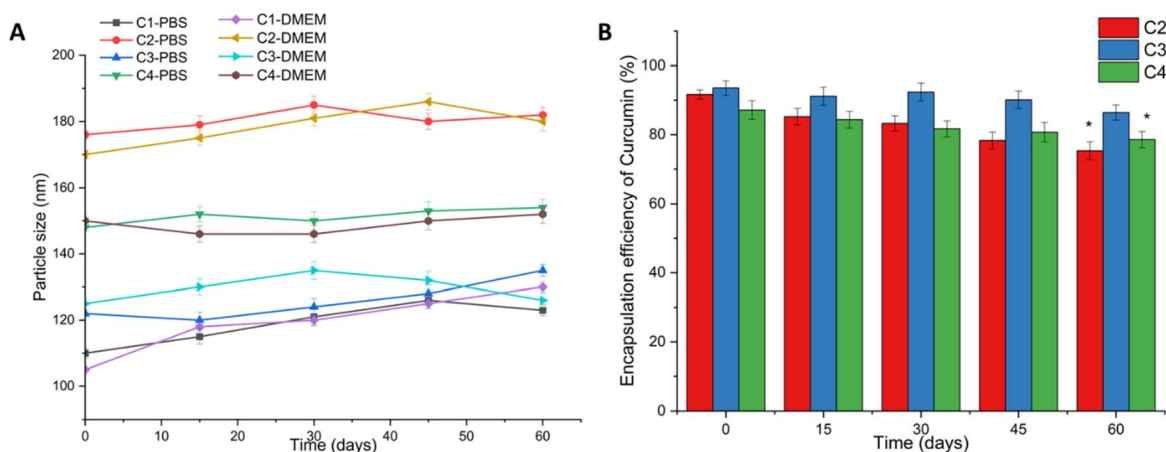 A
C1-PBS
C2-PBS
C3-PBS
C4-PBS
C1-DMEM
C2-DMEM
C3-DMEM
C4-DMEM
200
180
160
140
120
100
Particle size (nm)
0 10 20 30 40 50 60
Time (days)
B
C2
C3
C4
100
80
60
40
20
0
Encapsulation efficiency of Curcumin (%)
* *
0 15 30 45 60
Time (days)